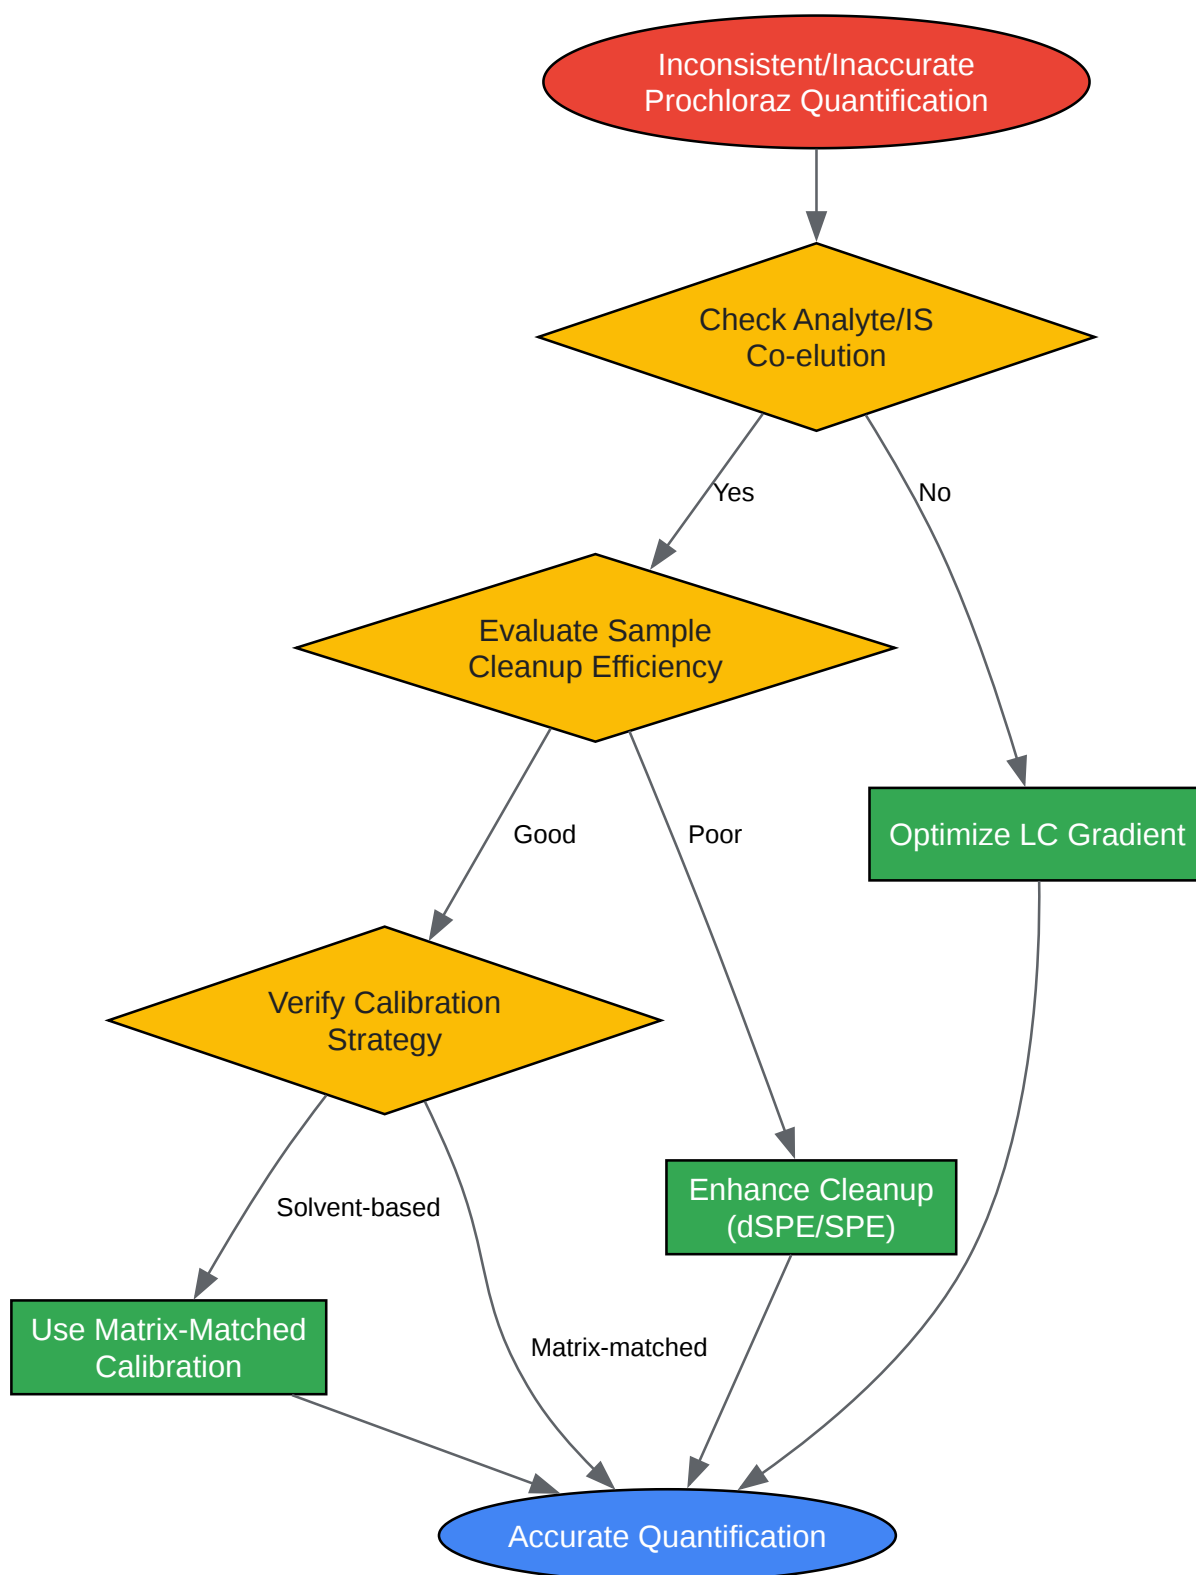 Inconsistent/Inaccurate
Prochloraz Quantification
Check Analyte/IS
Co-elution
Yes
No
Evaluate Sample
Cleanup Efficiency
Good
Poor
Optimize LC Gradient
Verify Calibration
Strategy
Solvent-based
Enhance Cleanup
(dSPE/SPE)
Use Matrix-Matched
Calibration
Matrix-matched
Accurate Quantification